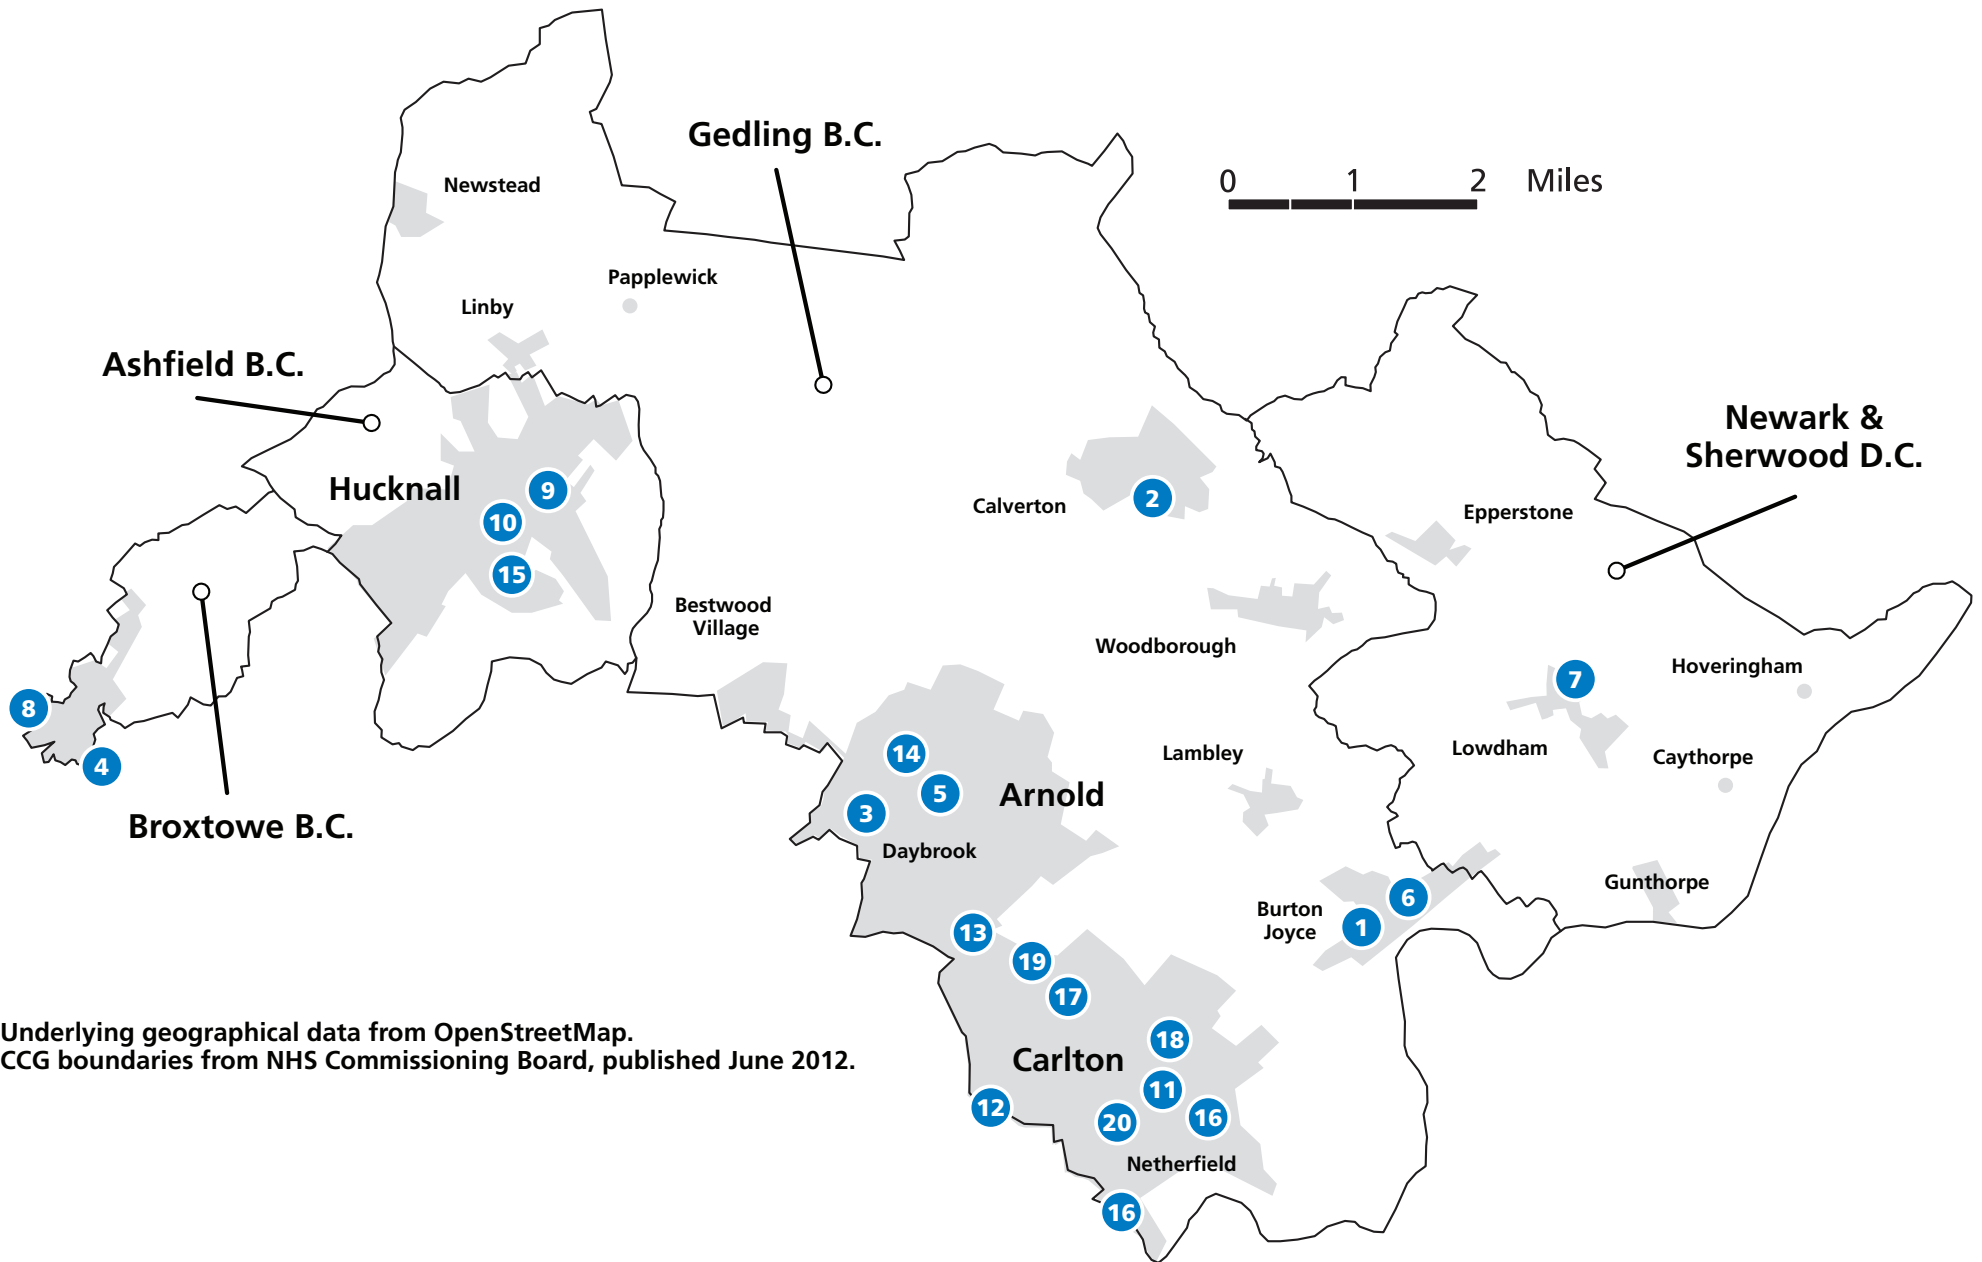 Gedling B.C.
0 1 2 Miles
Newstead
Papplewick
Linby
Ashfield B.C.
Newark &
Sherwood D.C.
Hucknall
9
2
10
Calverton
Epperstone
15
Bestwood
Village
Woodborough
Hoveringham
7
8
Lowdham
Lambley
Caythorpe
14
4
5
Arnold
3
Broxtowe B.C.
Daybrook
Gunthorpe
6
Burton
Joyce
1
13
19
17
Underlying geographical data from OpenStreetMap.
CCG boundaries from NHS Commissioning Board, published June 2012.
18
Carlton
11
12
20
16
Netherfield
16